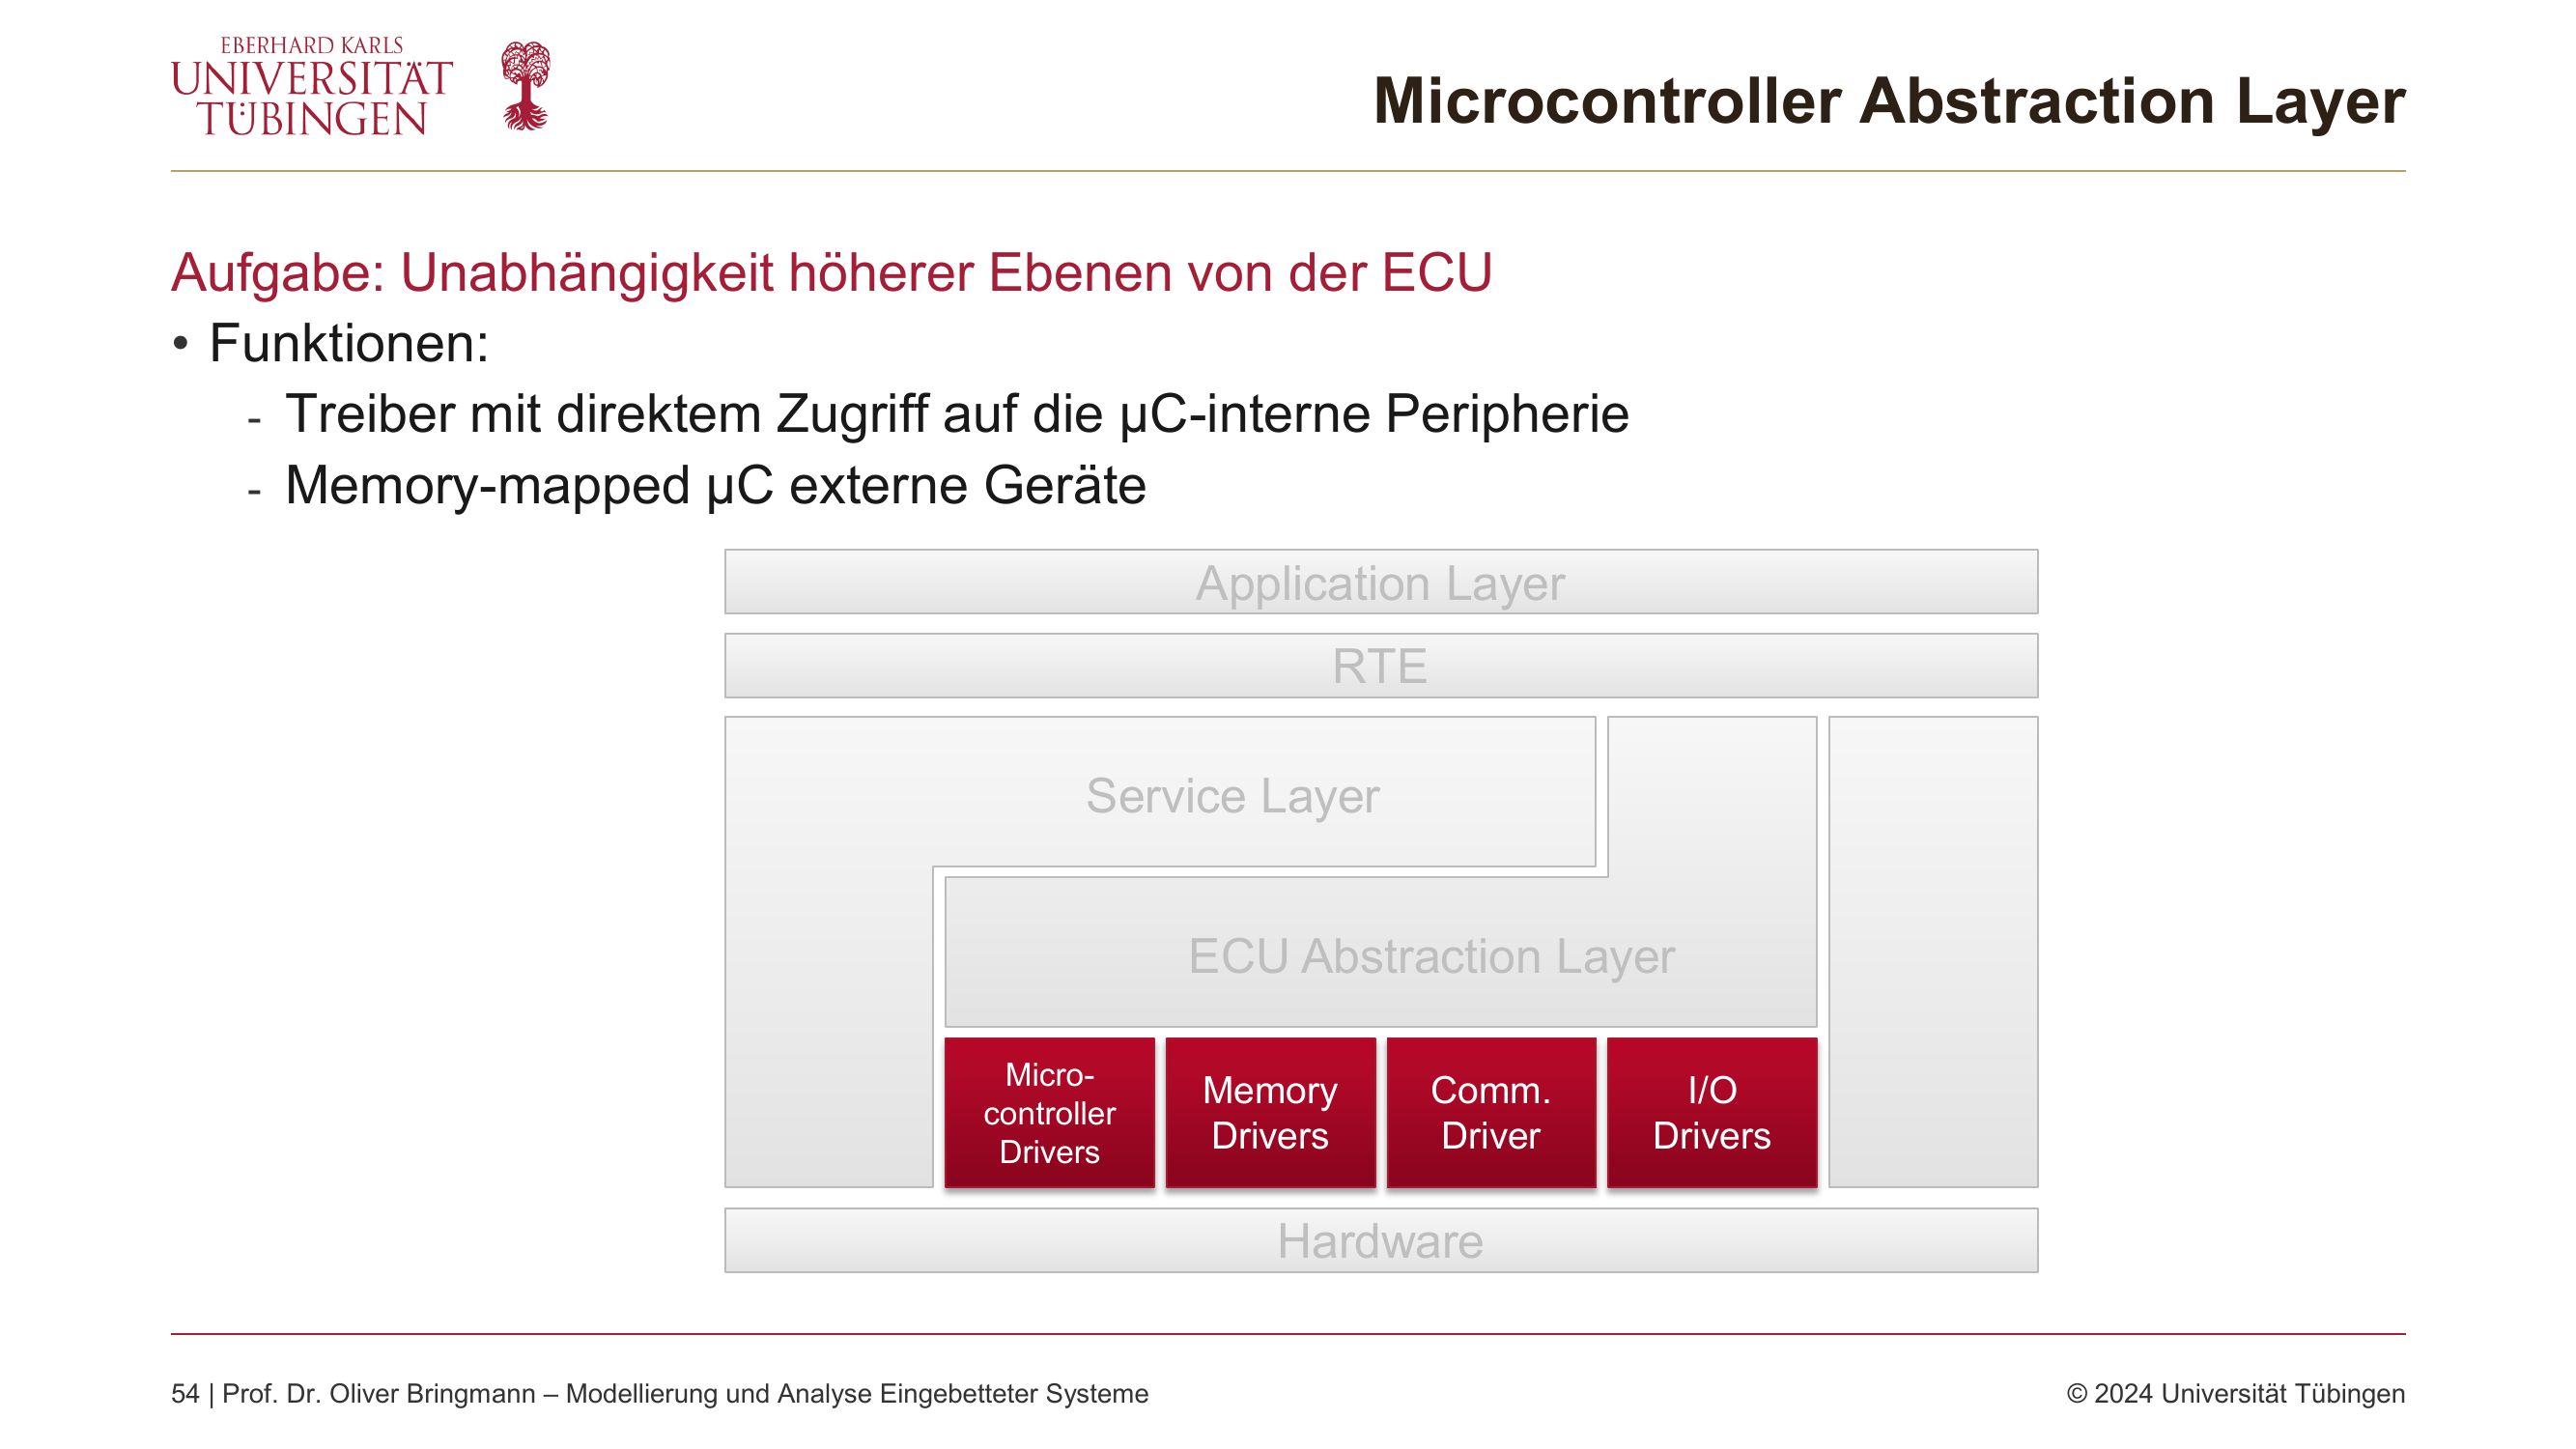 EBERHARD KARLS
UNIVERSITÄT
TÜBINGEN
Microcontroller Abstraction Layer
Aufgabe: Unabhängigkeit höherer Ebenen von der ECU
• Funktionen:
- Treiber mit direktem Zugriff auf die µC-interne Peripherie
- Memory-mapped µC externe Geräte
Application Layer
RTE
Service Layer
ECU Abstraction Layer
Micro-
controller
Drivers
Memory
Drivers
Comm.
Driver
I/O
Drivers
Hardware
54 | Prof. Dr. Oliver Bringmann – Modellierung und Analyse Eingebetteter Systeme
© 2024 Universität Tübingen